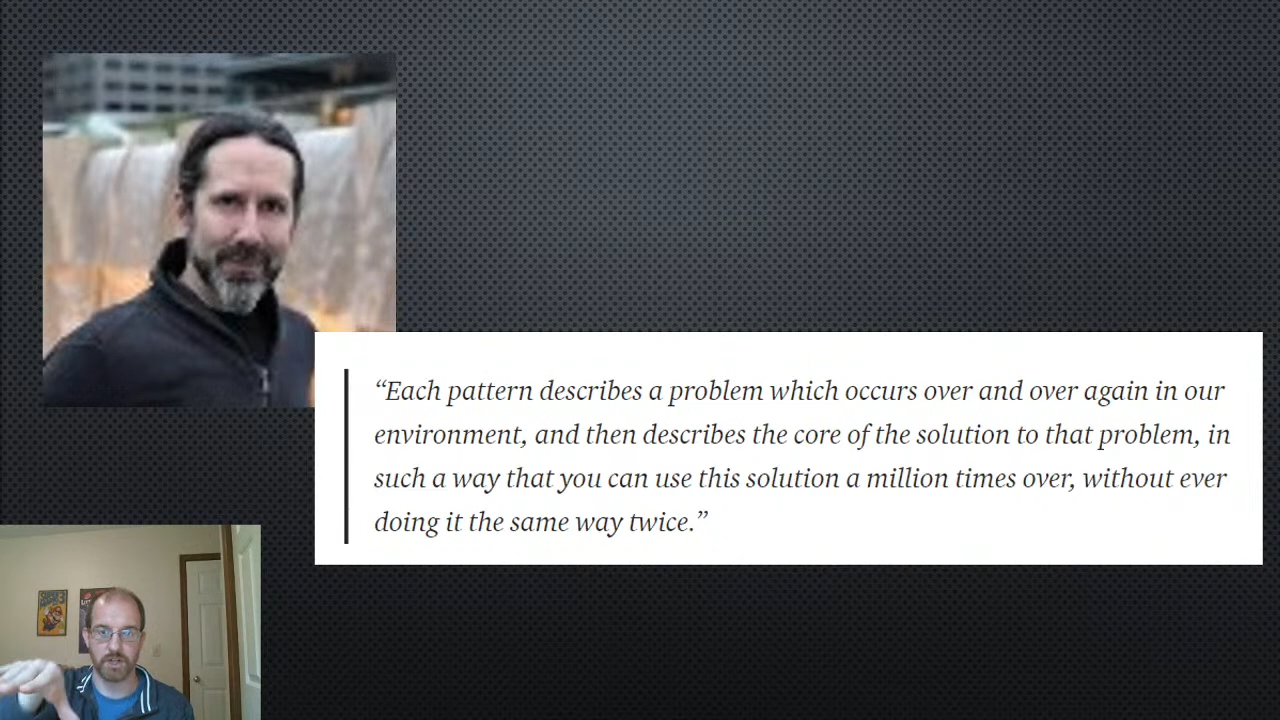 “Each pattern describes a problem which occurs over and over again in our
environment, and then describes the core of the solution to that problem, in
such a way that you can use this solution a million times over, without ever
doing it the same way twice.”